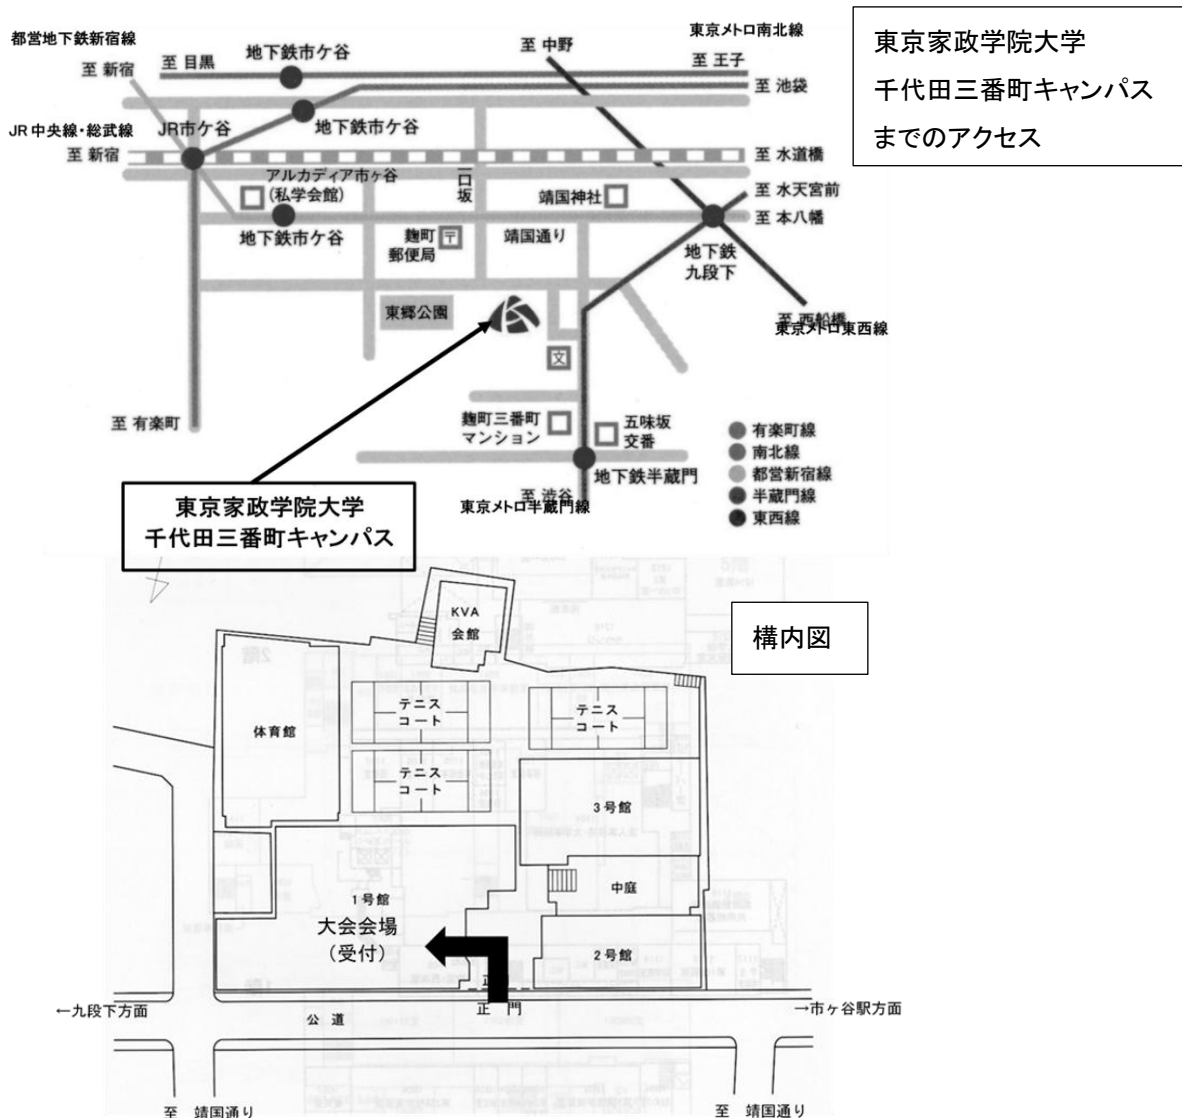 都営地下鉄新宿線
至 新宿
至 目黒
地下鉄市ケ谷
至 中野
東京メトロ南北線
至 王子
至 池袋
東京家政学院大学
千代田三番町キャンパス
までのアクセス
JR中央線・総武線
至 新宿
JR市ケ谷
地下鉄市ケ谷
至 水道橋
アルカディア市ヶ谷
(私学会館)
地下鉄市ケ谷
一口坂
靖国神社
至 水天宮前
至 本八幡
麹町
郵便局
〒
靖国通り
地下鉄
九段下
東郷公園
至 西船橋
東京メトロ東西線
文
至 有楽町
麹町三番町
マンション
五味坂
交番
地下鉄半蔵門
至 渋谷
東京メトロ半蔵門線
有楽町線
南北線
都営新宿線
半蔵門線
東西線
東京家政学院大学
千代田三番町キャンパス
構内図
KVA
会館
体育館
テニス
コート
テニス
コート
テニス
コート
3号館
中庭
1号館
大会会場
(受付)
2号館
正 門
←九段下方面
公 道
→市ヶ谷駅方面
至 靖国通り
至 靖国通り